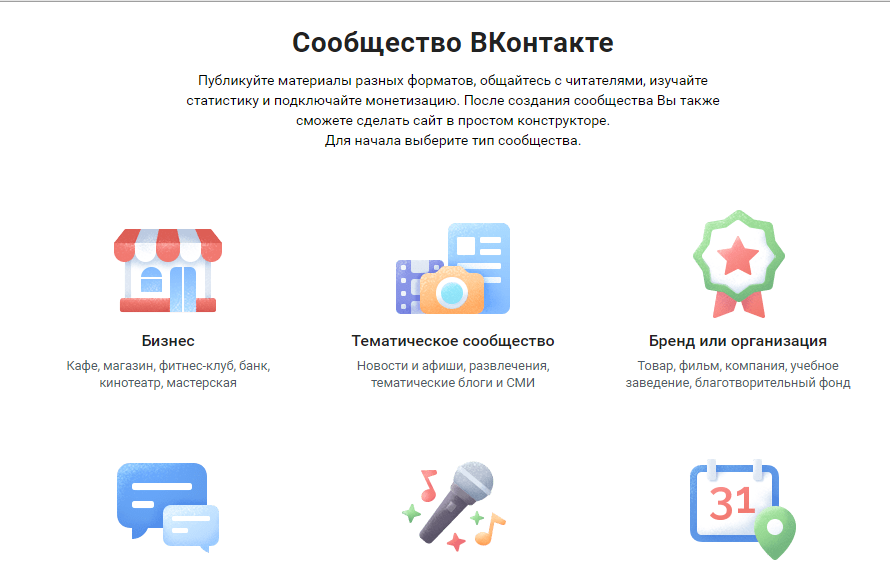 Сообщество ВКонтакте
Публикуйте материалы разных форматов, общайтесь с читателями, изучайте
статистику и подключайте монетизацию. После создания сообщества Вы также
сможете сделать сайт в простом конструкторе.
Для начала выберите тип сообщества.
Бизнес
Кафе, магазин, фитнес-клуб, банк,
кинотеатр, мастерская
Тематическое сообщество
Новости и афиши, развлечения,
тематические блоги и СМИ
Бренд или организация
Товар, фильм, компания, учебное
заведение, благотворительный фонд
31